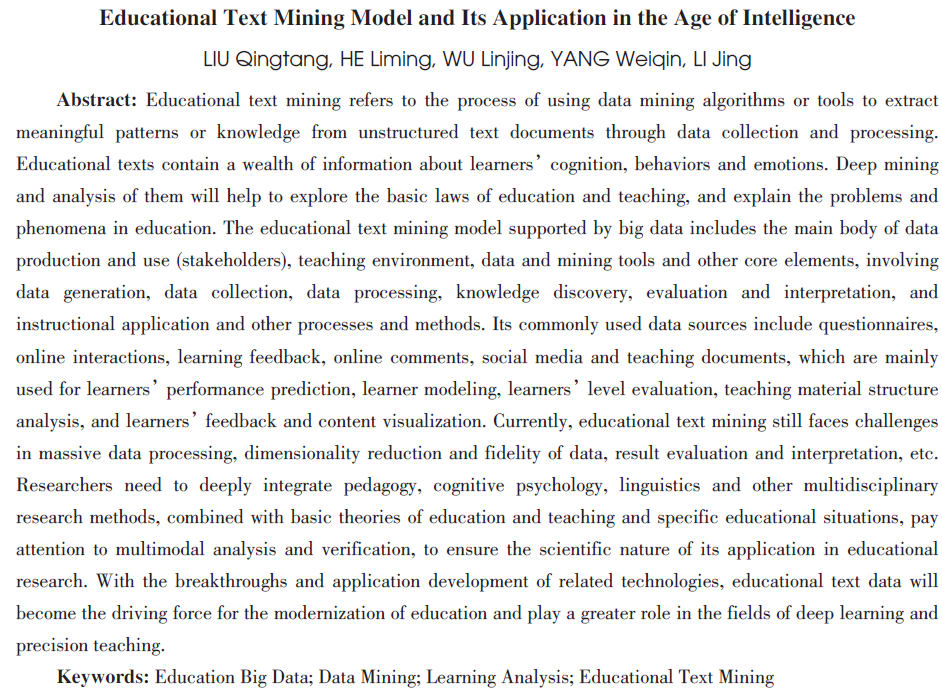 Educational Text Mining Model and Its Application in the Age of Intelligence
LIU Qingtang, HE Liming, WU Linjing, YANG Weiqin, LI Jing
Abstract: Educational text mining refers to the process of using data mining algorithms or tools to extract
meaningful patterns or knowledge from unstructured text documents through data collection and processing.
Educational texts contain a wealth of information about learners’ cognition, behaviors and emotions. Deep mining
and analysis of them will help to explore the basic laws of education and teaching, and explain the problems and
phenomena in education. The educational text mining model supported by big data includes the main body of data
production and use (stakeholders), teaching environment, data and mining tools and other core elements, involving
data generation, data collection, data processing, knowledge discovery, evaluation and interpretation, and
instructional application and other processes and methods. Its commonly used data sources include questionnaires,
online interactions, learning feedback, online comments, social media and teaching documents, which are mainly
used for learners’ performance prediction, learner modeling, learners’ level evaluation, teaching material structure
analysis, and learners’ feedback and content visualization. Currently, educational text mining still faces challenges
in massive data processing, dimensionality reduction and fidelity of data, result evaluation and interpretation, etc.
Researchers need to deeply integrate pedagogy, cognitive psychology, linguistics and other multidisciplinary
research methods, combined with basic theories of education and teaching and specific educational situations, pay
attention to multimodal analysis and verification, to ensure the scientific nature of its application in educational
research. With the breakthroughs and application development of related technologies, educational text data will
become the driving force for the modernization of education and play a greater role in the fields of deep learning and
precision teaching.
Keywords: Education Big Data; Data Mining; Learning Analysis; Educational Text Mining